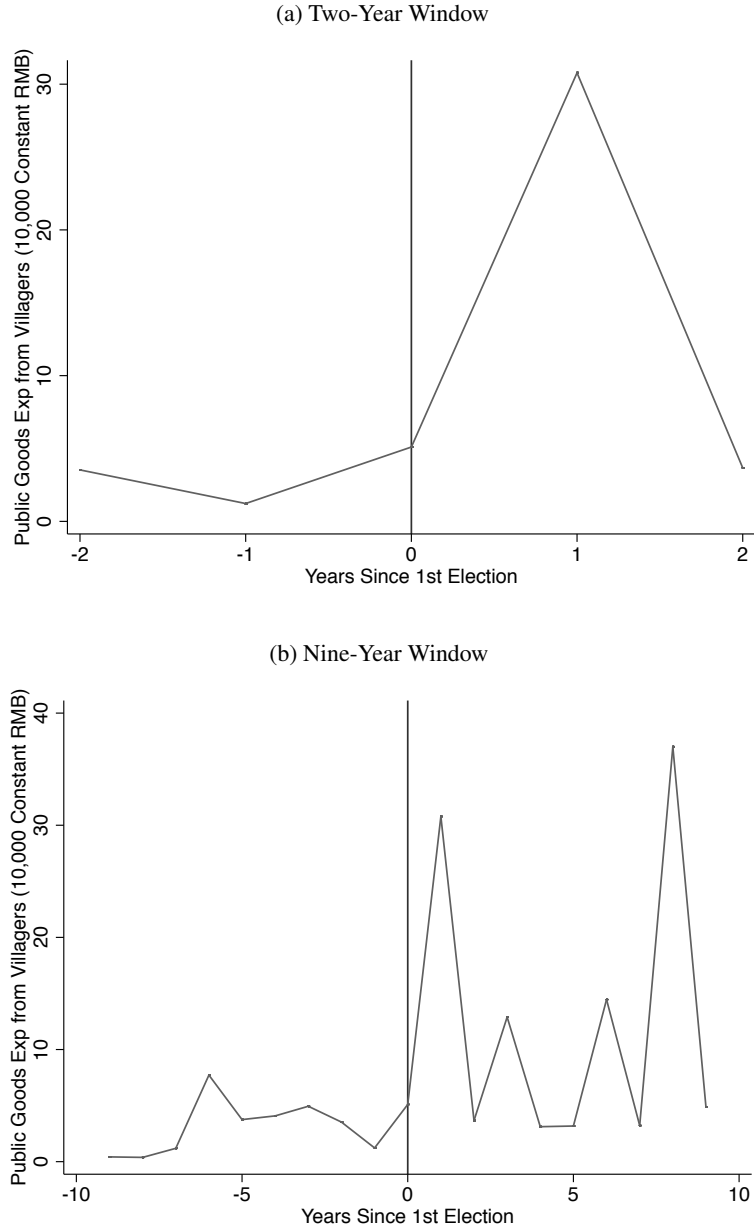 (a) Two-Year Window
Public Goods Exp from Villagers (10,000 Constant RMB)
30
20
10
0
-2 -1 0 1 2
Years Since 1st Election
(b) Nine-Year Window
Public Goods Exp from Villagers (10,000 Constant RMB)
40
30
20
10
0
-10 -5 0 5 10
Years Since 1st Election